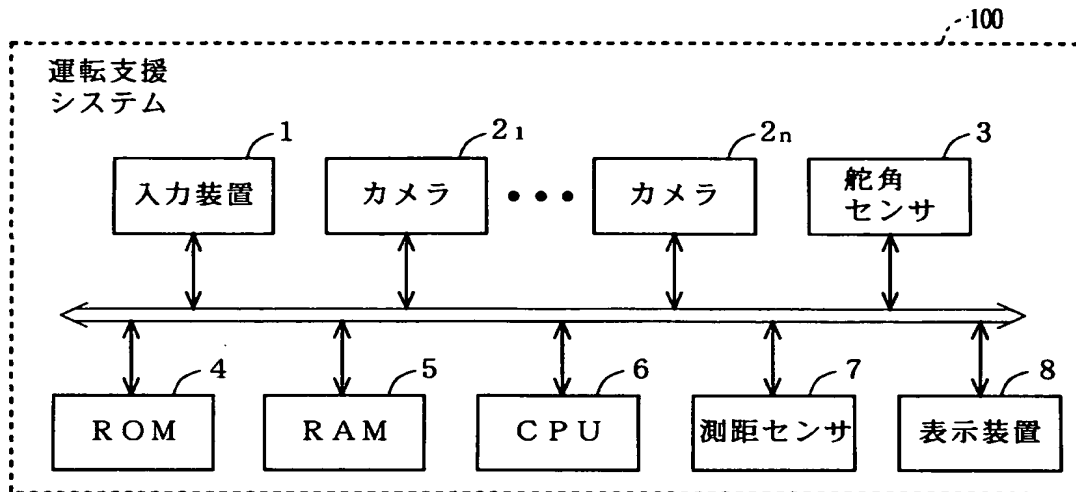 100
運転支援
システム
1
2₁
2n
3
入力装置
カメラ
•••
カメラ
舵角
センサ
4
5
6
7
8
ROM
RAM
CPU
測距センサ
表示装置